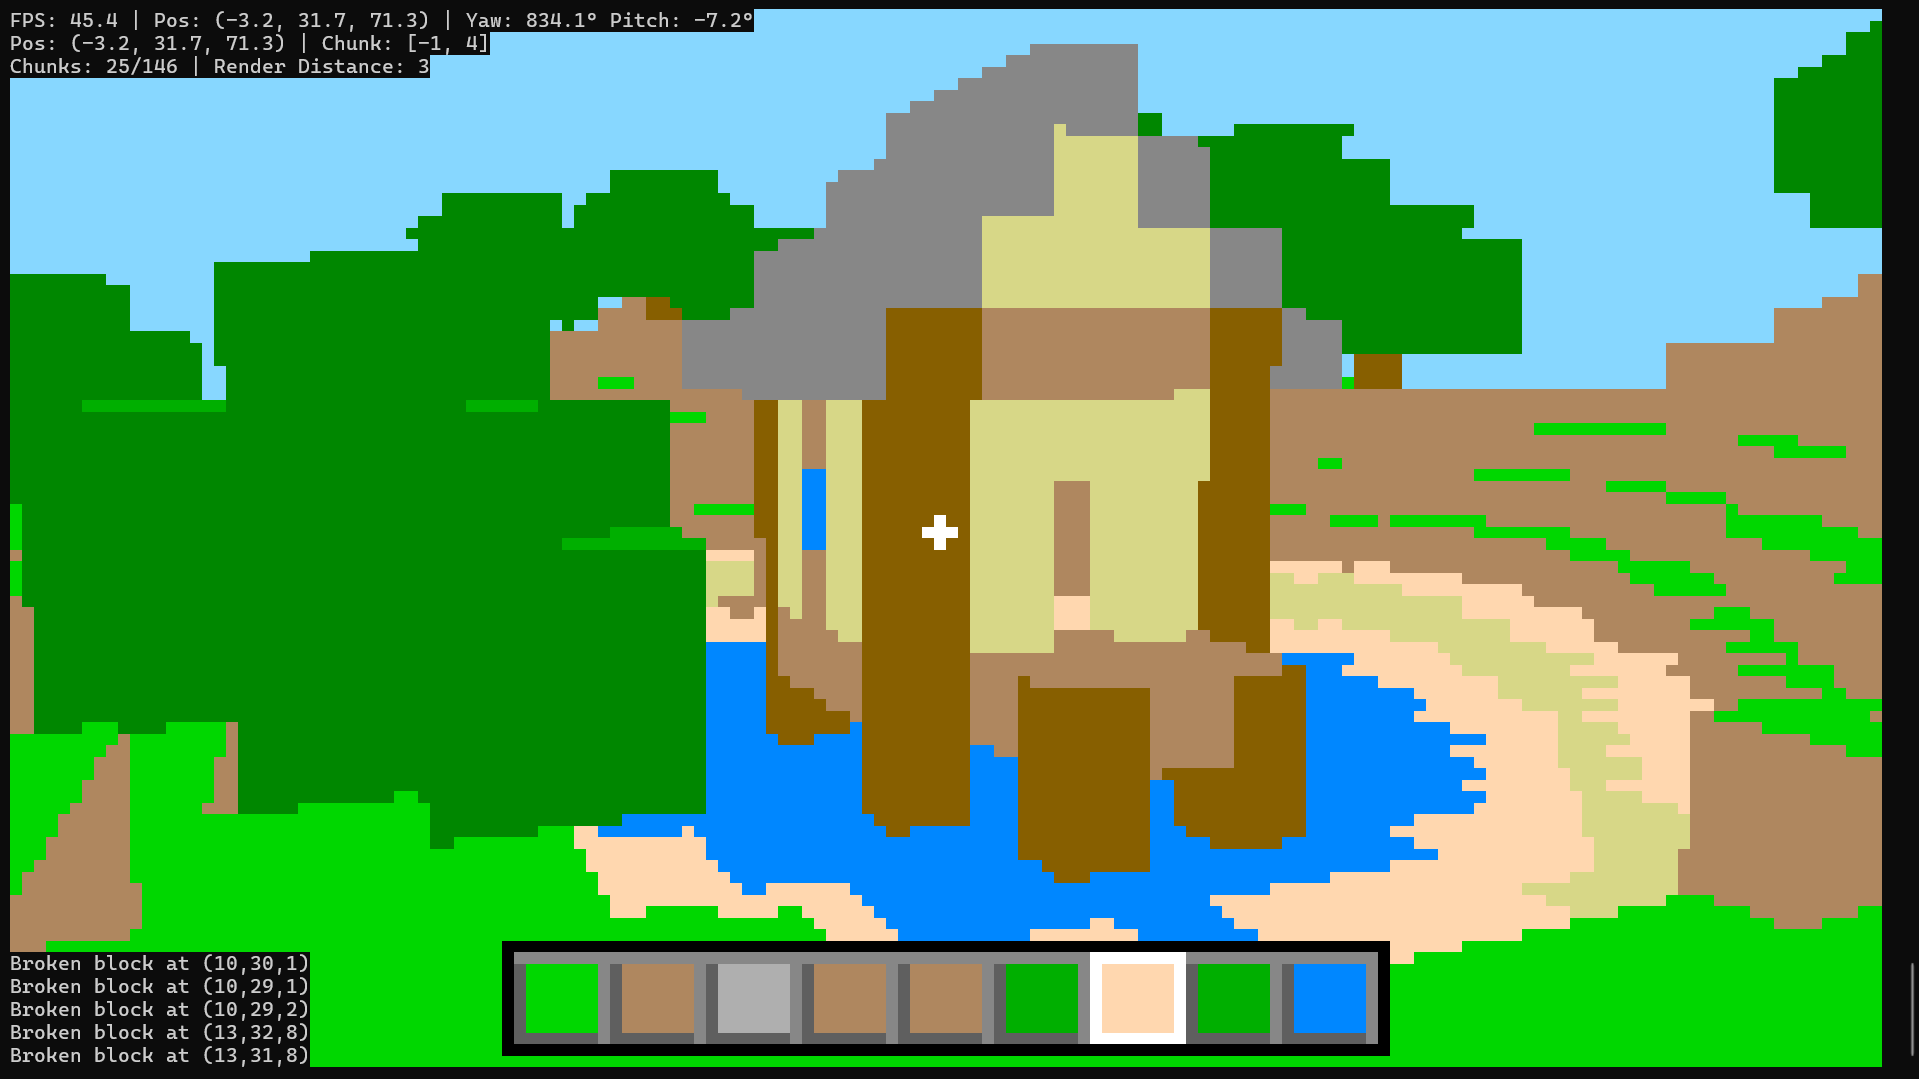 FPS: 45.4 | Pos: (-3.2, 31.7, 71.3) | Yaw: 834.1° Pitch: -7.2°
Pos: (-3.2, 31.7, 71.3) | Chunk: [-1, 4]
Chunks: 25/146 | Render Distance: 3
Broken block at (10,30,1)
Broken block at (10,29,1)
Broken block at (10,29,2)
Broken block at (13,32,8)
Broken block at (13,31,8)